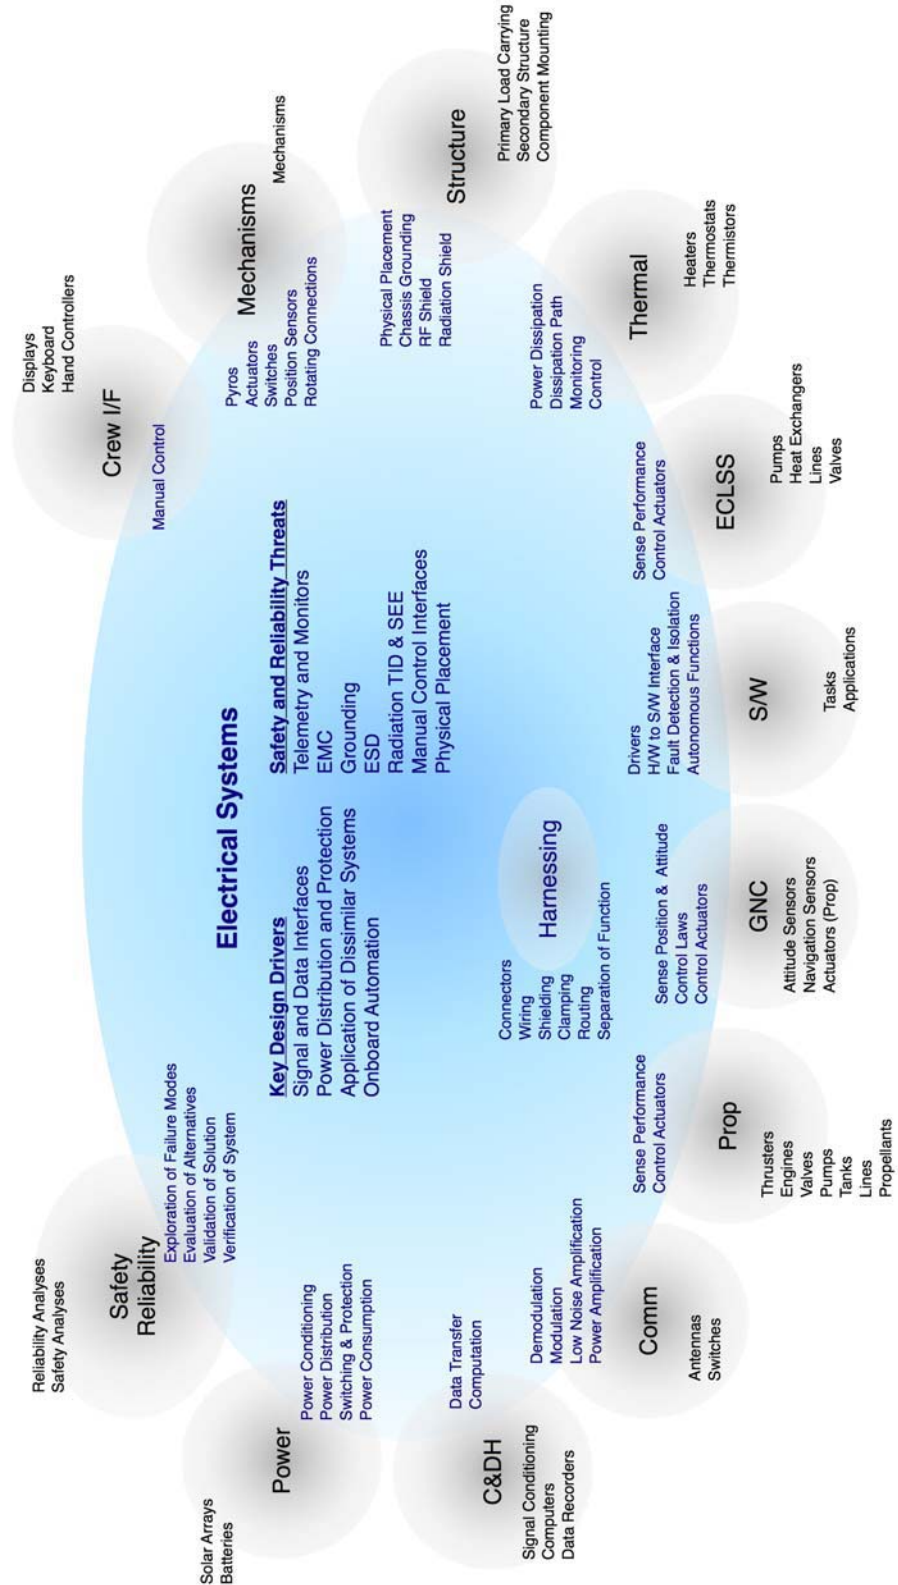 Electrical Systems
Key Design Drivers
Signal and Data Interfaces
Power Distribution and Protection
Application of Dissimilar Systems
Onboard Automation
Safety and Reliability Threats
Telemetry and Monitors
EMC
Grounding
ESD
Radiation TID & SEE
Manual Control Interfaces
Physical Placement
Harnessing
Connectors
Wiring
Shielding
Clamping
Routing
Separation of Function
Reliability Analyses
Safety Analyses
Safety
Reliability
Exploration of Failure Modes
Evaluation of Alternatives
Validation of Solution
Verification of System
Displays
Keyboard
Hand Controllers
Crew I/F
Manual Control
Mechanisms
Mechanisms
Pyros
Actuators
Switches
Position Sensors
Rotating Connections
Structure
Physical Placement
Chassis Grounding
RF Shield
Radiation Shield
Primary Load Carrying
Secondary Structure
Component Mounting
Power Dissipation
Dissipation Path
Monitoring
Control
Thermal
Heaters
Thermostats
Thermistors
Sense Performance
Control Actuators
ECLSS
Pumps
Heat Exchangers
Lines
Valves
Drivers
H/W to S/W Interface
Fault Detection & Isolation
Autonomous Functions
S/W
Tasks
Applications
Sense Position & Attitude
Control Laws
Control Actuators
GNC
Attitude Sensors
Navigation Sensors
Actuators (Prop)
Sense Performance
Control Actuators
Prop
Thrusters
Engines
Valves
Pumps
Tanks
Lines
Propellants
Demodulation
Modulation
Low Noise Amplification
Power Amplification
Comm
Antennas
Switches
Data Transfer
Computation
C&DH
Signal Conditioning
Computers
Data Recorders
Solar Arrays
Batteries
Power
Power Conditioning
Power Distribution
Switching & Protection
Power Consumption